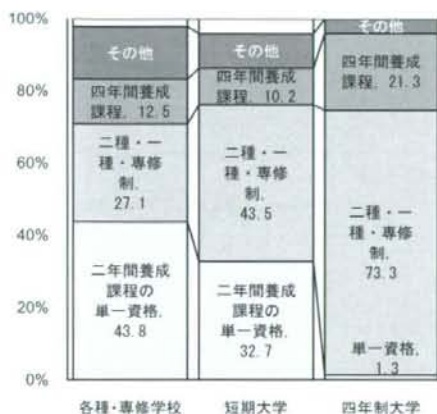 100%
80%
60%
40%
20%
0%
その他
四年間養成
課程, 12.5
二種・一
種・専修
制,
27.1
二年間養成
課程の
単一資格,
43.8
その他
四年間養成
課程, 10.2
二種・一
種・専修
制,
43.5
二年間養成
課程の
単一資格,
32.7
その他
四年間養成
課程, 21.3
二種・一
種・専修
制,
73.3
単一資格,
1.3
各種・専修学校
短期大学
四年制大学